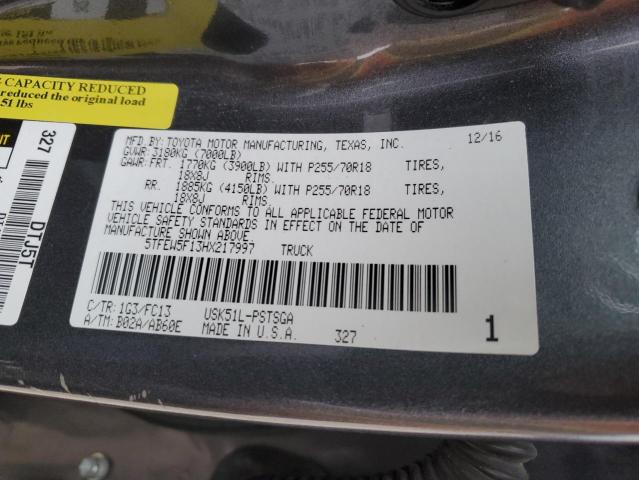 CAPACITY REDUCED
reduced the original load
51 lbs
327
DTJ5T
MFD.BY: TOYOTA MOTOR MANUFACTURING, TEXAS, INC. 12/16
GVWR: 3180KG (7000LB)
GAWR: FRT. 1770KG (3900LB) WITH P255/70R18 TIRES,
18X8J RIMS.
RR. 1885KG (4150LB) WITH P255/70R18 TIRES,
18X8J RIMS.
THIS VEHICLE CONFORMS TO ALL APPLICABLE FEDERAL MOTOR
VEHICLE SAFETY STANDARDS IN EFFECT ON THE DATE OF
MANUFACTURE SHOWN ABOVE
5TFEW5F13HX217997 TRUCK
C/TR: 1G3/FC13 USK51L-PSTSGA
A/TM: B02A/AB60E MADE IN U.S.A. 327 1